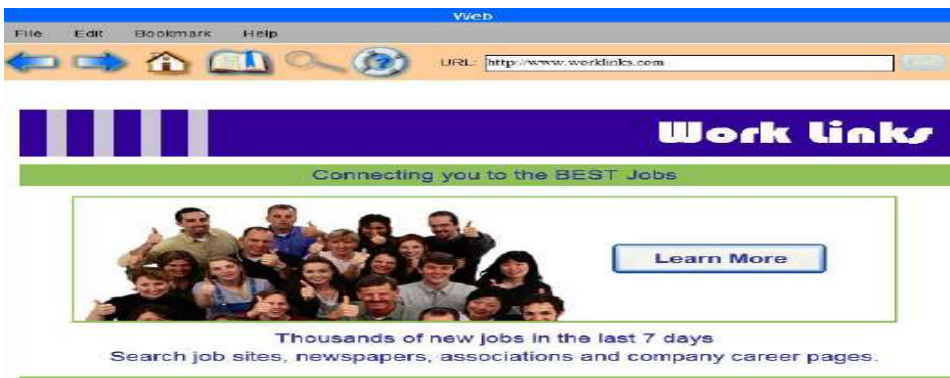 Web
File Edit Bookmark Help
URL: http://www.worklinks.com
Work Links
Connecting you to the BEST Jobs
Learn More
Thousands of new jobs in the last 7 days
Search job sites, newspapers, associations and company career pages.